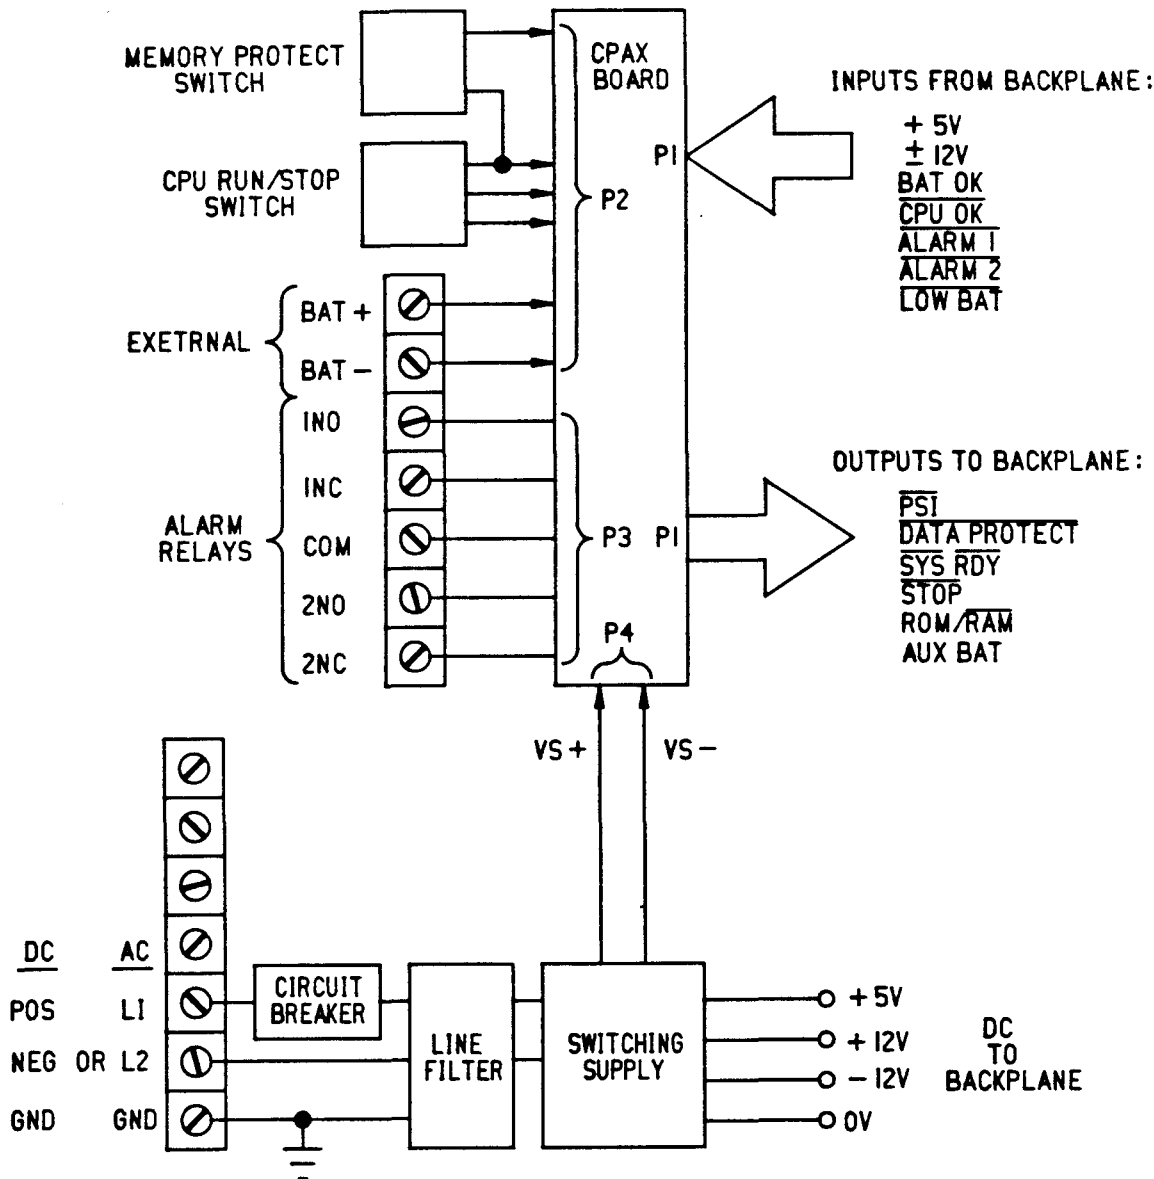 MEMORY PROTECT
SWITCH
CPAX
BOARD
INPUTS FROM BACKPLANE:
+ 5V
± 12V
BAT OK
CPU OK
ALARM 1
ALARM 2
LOW BAT
P1
CPU RUN/STOP
SWITCH
P2
EXETRNAL
BAT +
BAT -
ALARM
RELAYS
1NO
1NC
COM
2NO
2NC
P3
P1
OUTPUTS TO BACKPLANE:
PS1
DATA PROTECT
SYS RDY
STOP
ROM/RAM
AUX BAT
P4
VS +
VS -
DC
AC
POS
L1
NEG OR L2
GND
GND
CIRCUIT
BREAKER
LINE
FILTER
SWITCHING
SUPPLY
+ 5V
+ 12V
- 12V
0V
DC
TO
BACKPLANE